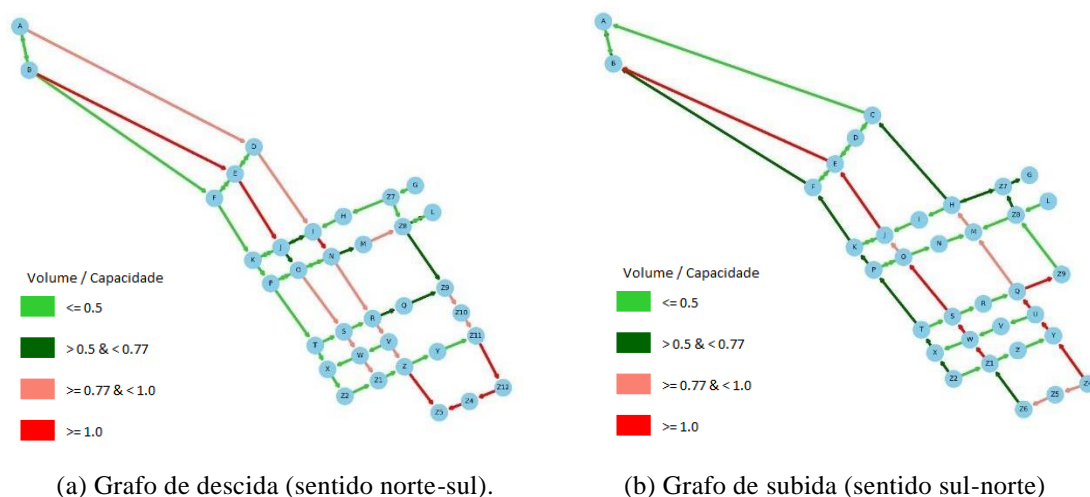 A
B
D
E
F
G
Z7
H
L
Z8
I
J
M
N
K
O
P
Z9
Q
Z10
R
S
Z11
T
V
W
Y
X
Z
Z1
Z12
Z2
Z4
Z5
Volume / Capacidade
<= 0.5
> 0.5 & < 0.77
>= 0.77 & < 1.0
>= 1.0
(a) Grafo de descida (sentido norte-sul).
A
B
C
D
E
F
G
Z7
H
L
I
Z8
J
M
K
N
O
P
Z9
Q
R
S
U
T
V
W
Y
X
Z
Z1
Z2
Z5
Z6
Volume / Capacidade
<= 0.5
> 0.5 & < 0.77
>= 0.77 & < 1.0
>= 1.0
(b) Grafo de subida (sentido sul-norte)